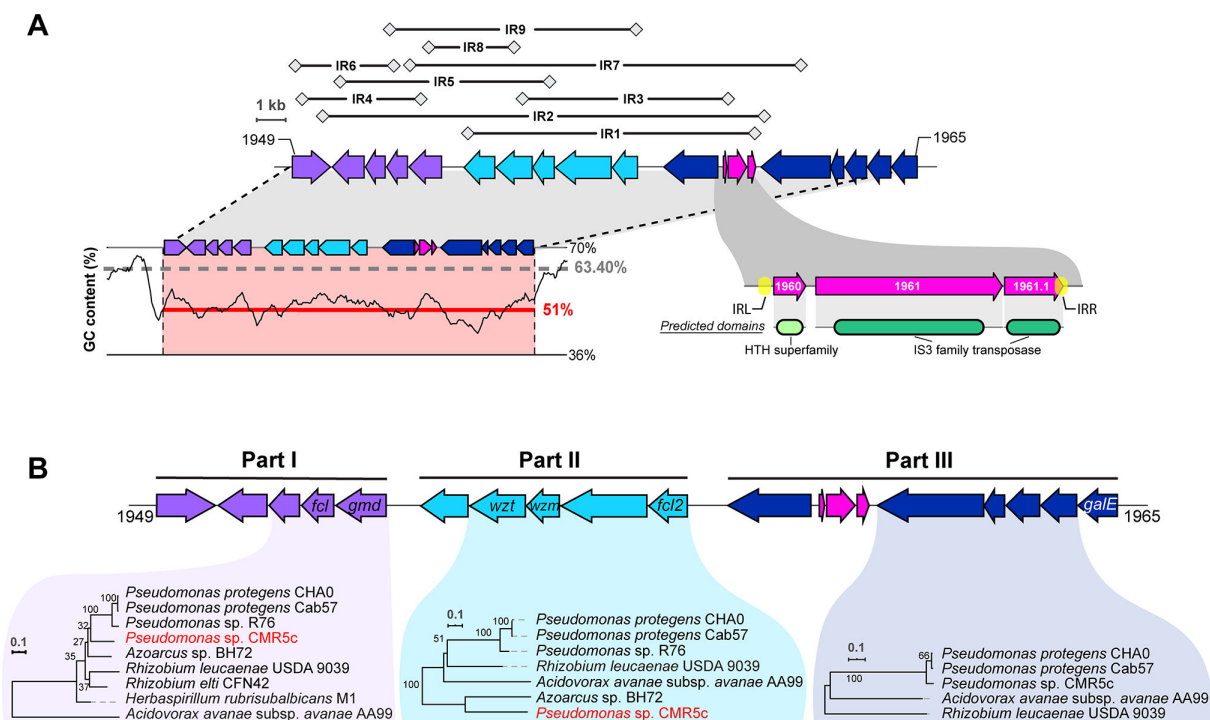 A
IR9
IR8
IR6
IR7
IR5
IR4
IR3
1 kb
IR2
1949
IR1
1965
GC content (%)
70%
63.40%
51%
36%
1960
1961
1961.1
IRL
IRR
Predicted domains
HTH superfamily
IS3 family transposase
B
Part I
Part II
Part III
fcl
gmd
wzt
wzm
fcl2
galE
1949
1965
0.1
100
100
32
27
35
37
Pseudomonas protegens CHA0
Pseudomonas protegens Cab57
Pseudomonas sp. R76
Pseudomonas sp. CMR5c
Azoarcus sp. BH72
Rhizobium leucaenae USDA 9039
Rhizobium elti CFN42
Herbaspirillum rubrisubalbicans M1
Acidovorax avanae subsp. avanae AA99
0.1
100
100
51
100
Pseudomonas protegens CHA0
Pseudomonas protegens Cab57
Pseudomonas sp. R76
Rhizobium leucaenae USDA 9039
Acidovorax avanae subsp. avanae AA99
Azoarcus sp. BH72
Pseudomonas sp. CMR5c
0.1
66
100
Pseudomonas protegens CHA0
Pseudomonas protegens Cab57
Pseudomonas sp. CMR5c
Acidovorax avanae subsp. avanae AA99
Rhizobium leucaenae USDA 9039